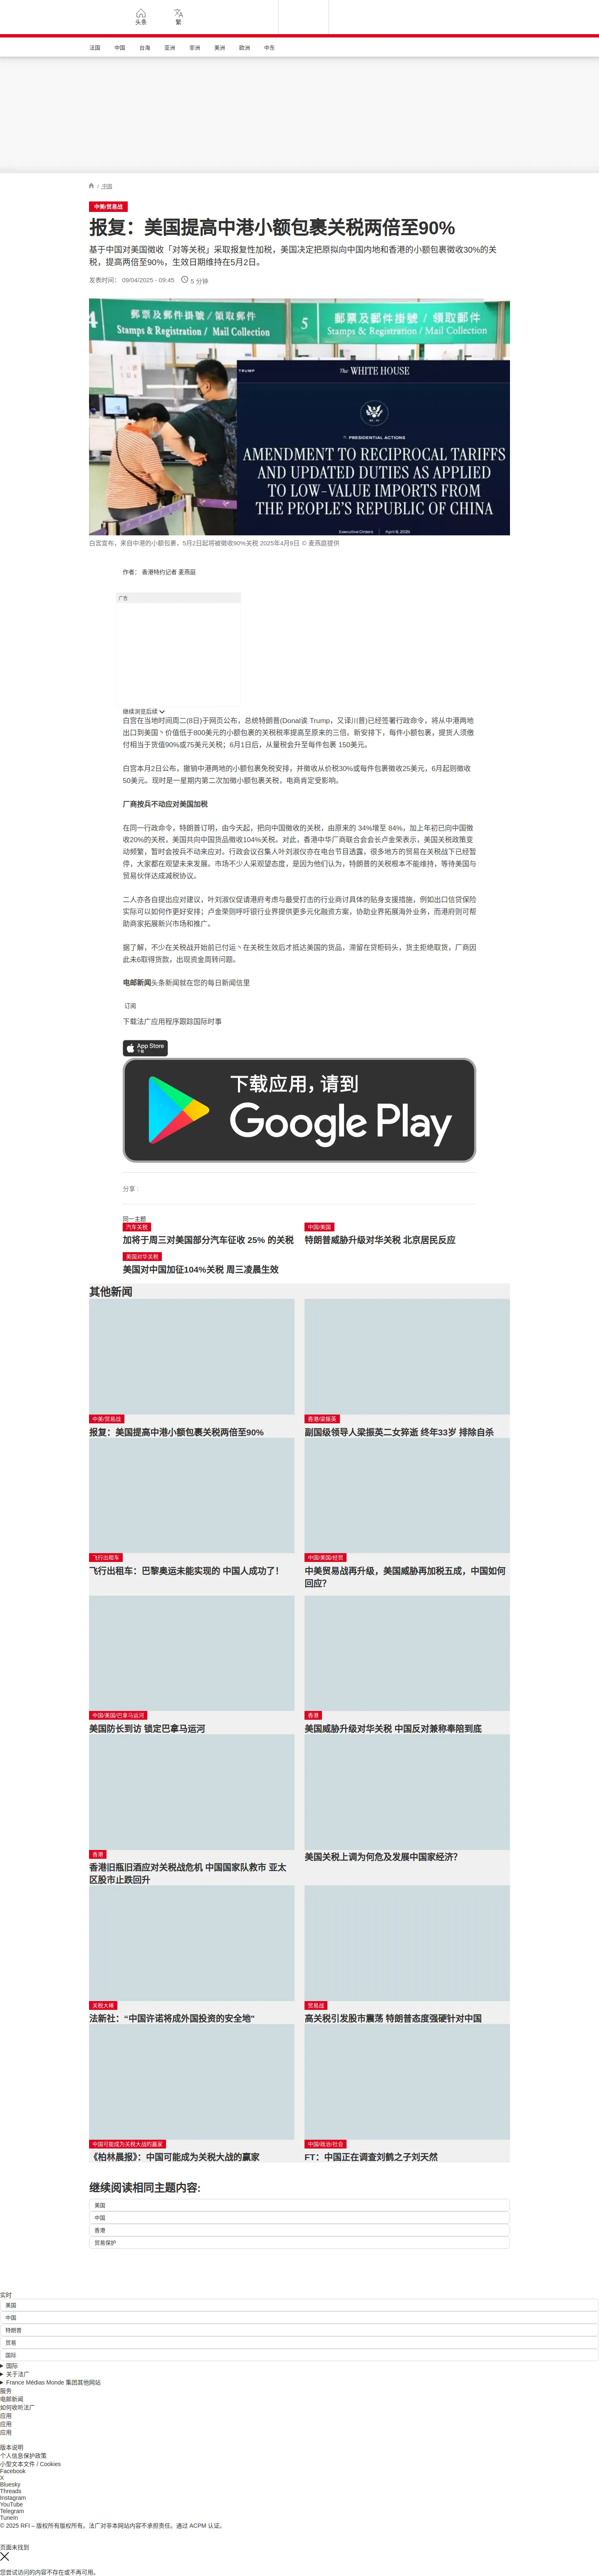 头条
繁
法国 中国 台海 亚洲 非洲 美洲 欧洲 中东
/ 中国
中美/贸易战
报复：美国提高中港小额包裹关税两倍至90%
基于中国对美国徵收「对等关税」采取报复性加税，美国决定把原拟向中国内地和香港的小额包裹徵收30%的关
税，提高两倍至90%，生效日期维持在5月2日。
发表时间： 09/04/2025 - 09:45 5 分钟
4 郵票及郵件掛號 / 領取郵件
Stamps & Registration / Mail Collection
5 郵票及郵件掛號 / 領取郵件
Stamps & Registration / Mail Collection
TRUMP
The WHITE HOUSE
PRESIDENTIAL ACTIONS
AMENDMENT TO RECIPROCAL TARIFFS
AND UPDATED DUTIES AS APPLIED
TO LOW-VALUE IMPORTS FROM
THE PEOPLE'S REPUBLIC OF CHINA
Executive Orders April 8, 2025
白宫宣布，来自中港的小额包裹，5月2日起将被徵收90%关税 2025年4月9日 © 麦燕庭提供
作者： 香港特约记者 麦燕庭
广告
继续浏览后续
白宫在当地时间周二(8日)于网页公布，总统特朗普(Donal诶 Trump，又译川普)已经签署行政命令，将从中港两地
出口到美国丶价值低于800美元的小额包裹的关税税率提高至原来的三倍。新安排下，每件小额包裹，提货人须缴
付相当于货值90%或75美元关税；6月1日后，从量税会升至每件包裹 150美元。
白宫本月2日公布，撤销中港两地的小额包裹免税安排，并徵收从价税30%或每件包裹徵收25美元，6月起则徵收
50美元。现时是一星期内第二次加徵小额包裹关税，电商肯定受影响。
厂商按兵不动应对美国加税
在同一行政命令，特朗普订明，由今天起，把向中国徵收的关税，由原来的 34%增至 84%，加上年初已向中国徵
收20%的关税，美国共向中国货品徵收104%关税。对此，香港中华厂商联合会会长卢金荣表示，美国关税政策变
动频繁，暂时会按兵不动来应对。行政会议召集人叶刘淑仪亦在电台节目透露，很多地方的贸易在关税战下已经暂
停，大家都在观望未来发展。市场不少人采观望态度，是因为他们认为，特朗普的关税根本不能维持，等待美国与
贸易伙伴达成减税协议。
二人亦各自提出应对建议，叶刘淑仪促请港府考虑与最受打击的行业商讨具体的贴身支援措施，例如出口信贷保险
实际可以如何作更好安排；卢金荣则呼吁银行业界提供更多元化融资方案，协助业界拓展海外业务，而港府则可帮
助商家拓展新兴市场和推广。
据了解，不少在关税战开始前已付运丶在关税生效后才抵达美国的货品，滞留在贷柜码头，货主拒绝取货，厂商因
此未6取得货款，出现资金周转问题。
电邮新闻头条新闻就在您的每日新闻信里
订阅
下载法广应用程序跟踪国际时事
App Store
下载
下载应用，请到
Google Play
分享 :
同一主题
汽车关税
加将于周三对美国部分汽车征收 25% 的关税
中国/美国
特朗普威胁升级对华关税 北京居民反应
美国对华关税
美国对中国加征104%关税 周三凌晨生效
其他新闻
中美/贸易战
报复：美国提高中港小额包裹关税两倍至90%
香港/梁振英
副国级领导人梁振英二女猝逝 终年33岁 排除自杀
飞行出租车
飞行出租车：巴黎奥运未能实现的 中国人成功了！
中国/美国/经贸
中美贸易战再升级，美国威胁再加税五成，中国如何
回应？
中国/美国/巴拿马运河
美国防长到访 锁定巴拿马运河
香港
美国威胁升级对华关税 中国反对兼称奉陪到底
香港
香港旧瓶旧酒应对关税战危机 中国国家队救市 亚太
区股市止跌回升
美国关税上调为何危及发展中国家经济？
关税大棒
法新社：“中国许诺将成外国投资的安全地”
贸易战
高关税引发股市震荡 特朗普态度强硬针对中国
中国可能成为关税大战的赢家
《柏林晨报》：中国可能成为关税大战的赢家
中国/政治/社会
FT：中国正在调查刘鹤之子刘天然
继续阅读相同主题内容:
美国
中国
香港
贸易保护
实时
美国
中国
特朗普
贸易
国际
国际
关于法广
France Médias Monde 集团其他网站
服务
电邮新闻
如何收听法广
应用
应用
应用
版本说明
个人信息保护政策
小型文本文件 / Cookies
Facebook
X
Bluesky
Threads
Instagram
YouTube
Telegram
TuneIn
© 2025 RFI – 版权所有版权所有。法广对非本网站内容不承担责任。通过 ACPM 认证。
页面未找到
您尝试访问的内容不存在或不再可用。